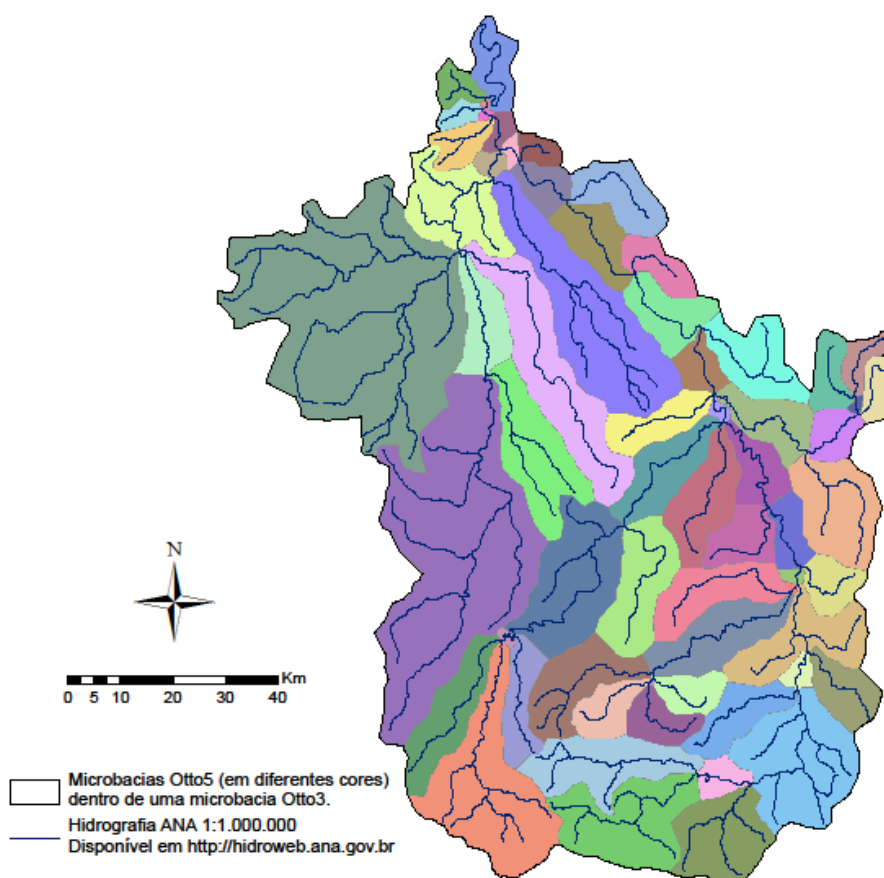 N
0 5 10 20 30 40 Km
Microbacias Otto5 (em diferentes cores)
dentro de uma microbacia Otto3.
Hidrografia ANA 1:1.000.000
Disponível em http://hidroweb.ana.gov.br